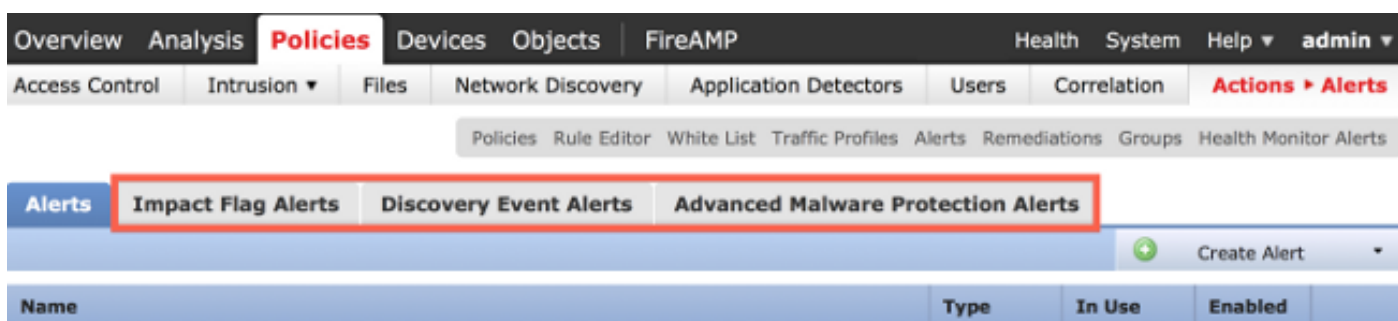 Overview Analysis Policies Devices Objects FireAMP Health System Help ▾ admin ▾
Access Control Intrusion ▾ Files Network Discovery Application Detectors Users Correlation Actions ▸ Alerts
Policies Rule Editor White List Traffic Profiles Alerts Remediations Groups Health Monitor Alerts
Alerts Impact Flag Alerts Discovery Event Alerts Advanced Malware Protection Alerts
Create Alert ▾
Name Type In Use Enabled